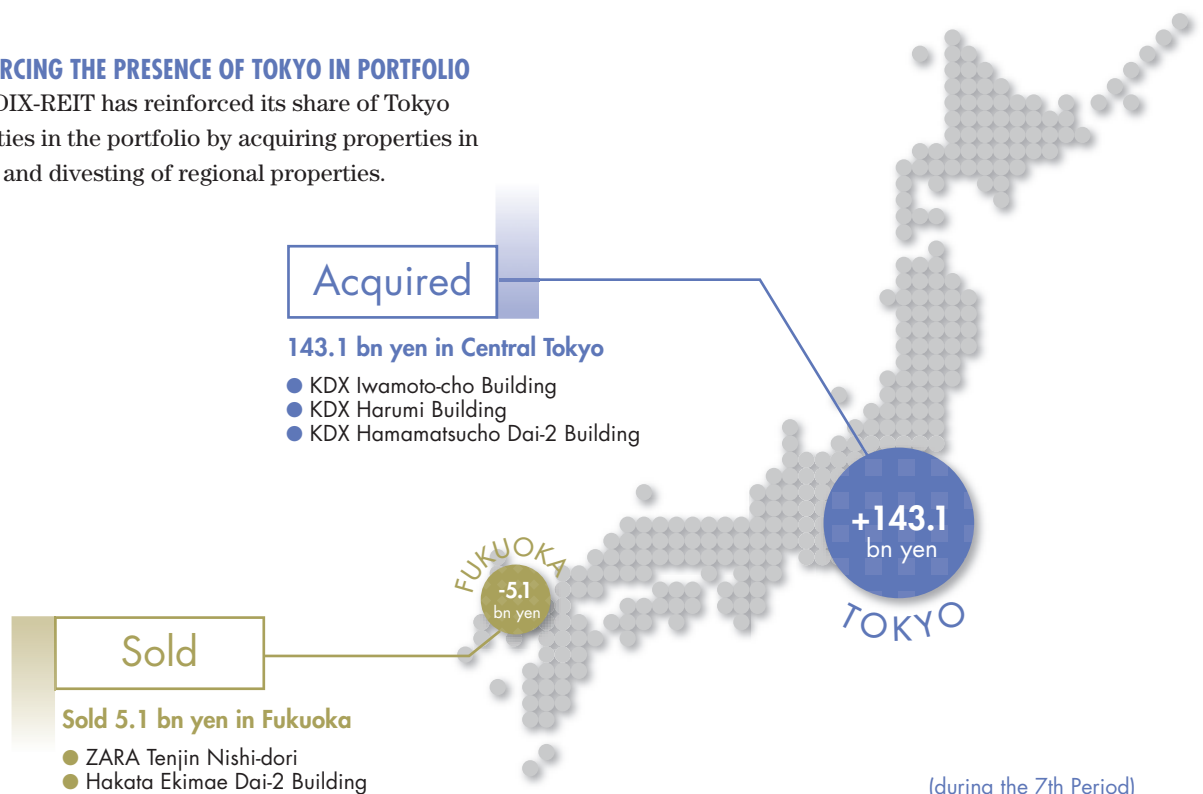 RCING THE PRESENCE OF TOKYO IN PORTFOLIO
DIX-REIT has reinforced its share of Tokyo
ties in the portfolio by acquiring properties in
and divesting of regional properties.
Acquired
143.1 bn yen in Central Tokyo
● KDX Iwamoto-cho Building
● KDX Harumi Building
● KDX Hamamatsucho Dai-2 Building
+143.1
bn yen
TOKYO
FUKUOKA
-5.1
bn yen
Sold
Sold 5.1 bn yen in Fukuoka
● ZARA Tenjin Nishi-dori
● Hakata Ekimae Dai-2 Building
(during the 7th Period)